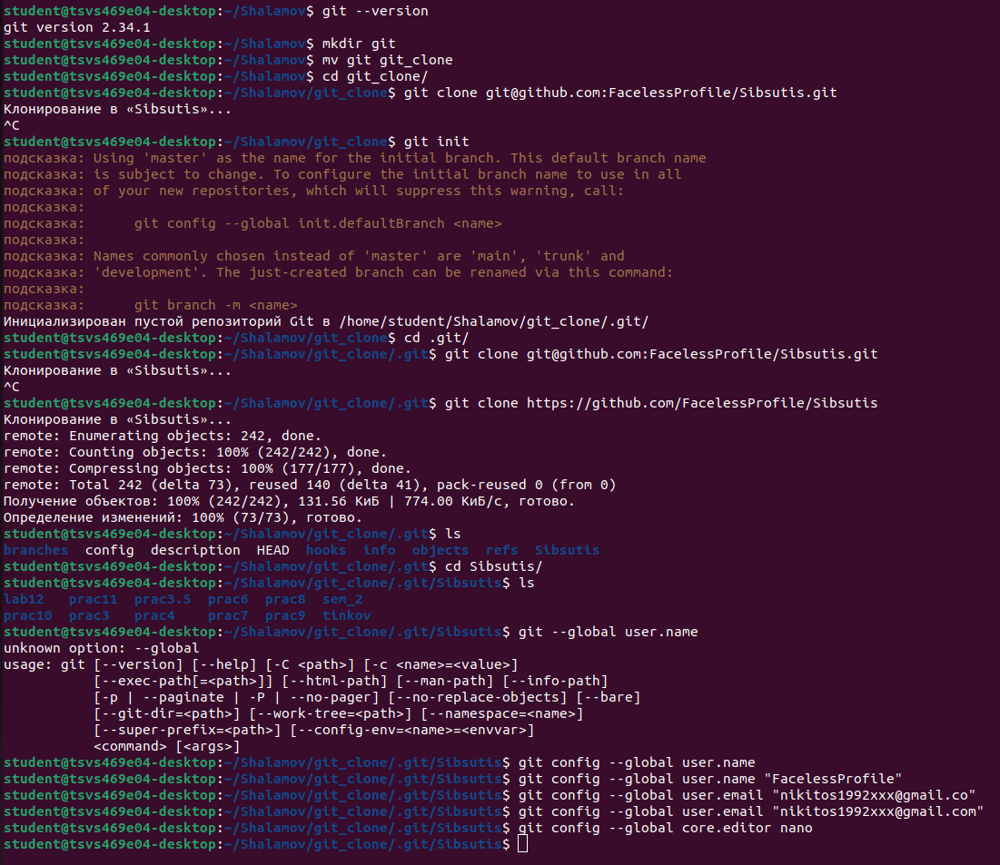 student@tsvs469e04-desktop:~/Shalamov$ git --version
git version 2.34.1
student@tsvs469e04-desktop:~/Shalamov$ mkdir git
student@tsvs469e04-desktop:~/Shalamov$ mv git git_clone
student@tsvs469e04-desktop:~/Shalamov$ cd git_clone/
student@tsvs469e04-desktop:~/Shalamov/git_clone$ git clone git@github.com:FacelessProfile/Sibsutis.git
Клонирование в «Sibsutis»...
^C
student@tsvs469e04-desktop:~/Shalamov/git_clone$ git init
подсказка: Using 'master' as the name for the initial branch. This default branch name
подсказка: is subject to change. To configure the initial branch name to use in all
подсказка: of your new repositories, which will suppress this warning, call:
подсказка:
подсказка:      git config --global init.defaultBranch <name>
подсказка:
подсказка: Names commonly chosen instead of 'master' are 'main', 'trunk' and
подсказка: 'development'. The just-created branch can be renamed via this command:
подсказка:
подсказка:      git branch -m <name>
Инициализирован пустой репозиторий Git в /home/student/Shalamov/git_clone/.git/
student@tsvs469e04-desktop:~/Shalamov/git_clone$ cd .git/
student@tsvs469e04-desktop:~/Shalamov/git_clone/.git$ git clone git@github.com:FacelessProfile/Sibsutis.git
Клонирование в «Sibsutis»...
^C
student@tsvs469e04-desktop:~/Shalamov/git_clone/.git$ git clone https://github.com/FacelessProfile/Sibsutis
Клонирование в «Sibsutis»...
remote: Enumerating objects: 242, done.
remote: Counting objects: 100% (242/242), done.
remote: Compressing objects: 100% (177/177), done.
remote: Total 242 (delta 73), reused 140 (delta 41), pack-reused 0 (from 0)
Получение объектов: 100% (242/242), 131.56 КиБ | 774.00 КиБ/с, готово.
Определение изменений: 100% (73/73), готово.
student@tsvs469e04-desktop:~/Shalamov/git_clone/.git$ ls
branches  config  description  HEAD  hooks  info  objects  refs  Sibsutis
student@tsvs469e04-desktop:~/Shalamov/git_clone/.git$ cd Sibsutis/
student@tsvs469e04-desktop:~/Shalamov/git_clone/.git/Sibsutis$ ls
lab12   prac11  prac3.5  prac6  prac8  sem_2
prac10  prac3   prac4    prac7  prac9  tinkov
student@tsvs469e04-desktop:~/Shalamov/git_clone/.git/Sibsutis$ git --global user.name
unknown option: --global
usage: git [--version] [--help] [-C <path>] [-c <name>=<value>]
           [--exec-path[=<path>]] [--html-path] [--man-path] [--info-path]
           [-p | --paginate | -P | --no-pager] [--no-replace-objects] [--bare]
           [--git-dir=<path>] [--work-tree=<path>] [--namespace=<name>]
           [--super-prefix=<path>] [--config-env=<name>=<envvar>]
           <command> [<args>]
student@tsvs469e04-desktop:~/Shalamov/git_clone/.git/Sibsutis$ git config --global user.name
student@tsvs469e04-desktop:~/Shalamov/git_clone/.git/Sibsutis$ git config --global user.name "FacelessProfile"
student@tsvs469e04-desktop:~/Shalamov/git_clone/.git/Sibsutis$ git config --global user.email "nikitos1992xxx@gmail.co"
student@tsvs469e04-desktop:~/Shalamov/git_clone/.git/Sibsutis$ git config --global user.email "nikitos1992xxx@gmail.com"
student@tsvs469e04-desktop:~/Shalamov/git_clone/.git/Sibsutis$ git config --global core.editor nano
student@tsvs469e04-desktop:~/Shalamov/git_clone/.git/Sibsutis$